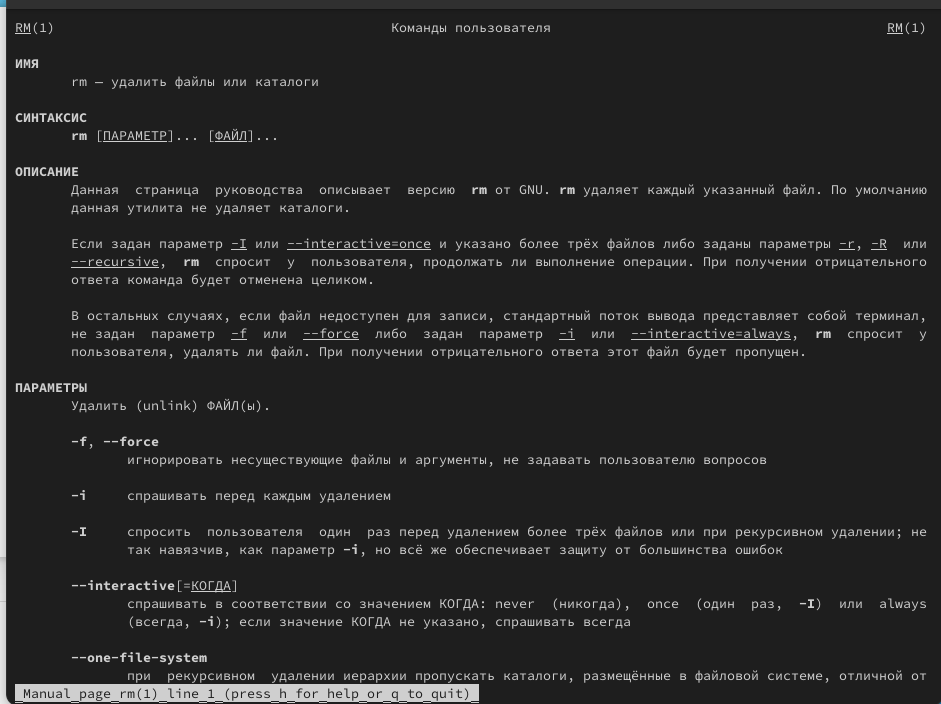 RM(1) Команды пользователя RM(1)
ИМЯ
rm — удалить файлы или каталоги
СИНТАКСИС
rm [ПАРАМЕТР]... [ФАЙЛ]...
ОПИСАНИЕ
Данная страница руководства описывает версию rm от GNU. rm удаляет каждый указанный файл. По умолчанию
данная утилита не удаляет каталоги.
Если задан параметр -I или --interactive=once и указано более трёх файлов либо заданы параметры -r, -R или
--recursive, rm спросит у пользователя, продолжать ли выполнение операции. При получении отрицательного
ответа команда будет отменена целиком.
В остальных случаях, если файл недоступен для записи, стандартный поток вывода представляет собой терминал,
не задан параметр -f или --force либо задан параметр -i или --interactive=always, rm спросит у
пользователя, удалять ли файл. При получении отрицательного ответа этот файл будет пропущен.
ПАРАМЕТРЫ
Удалить (unlink) ФАЙЛ(ы).
-f, --force
игнорировать несуществующие файлы и аргументы, не задавать пользователю вопросов
-i спрашивать перед каждым удалением
-I спросить пользователя один раз перед удалением более трёх файлов или при рекурсивном удалении; не
так навязчив, как параметр -i, но всё же обеспечивает защиту от большинства ошибок
--interactive[=КОГДА]
спрашивать в соответствии со значением КОГДА: never (никогда), once (один раз, -I) или always
(всегда, -i); если значение КОГДА не указано, спрашивать всегда
--one-file-system
при рекурсивном удалении иерархии пропускать каталоги, размещённые в файловой системе, отличной от
Manual page rm(1) line 1 (press h for help or q to quit)